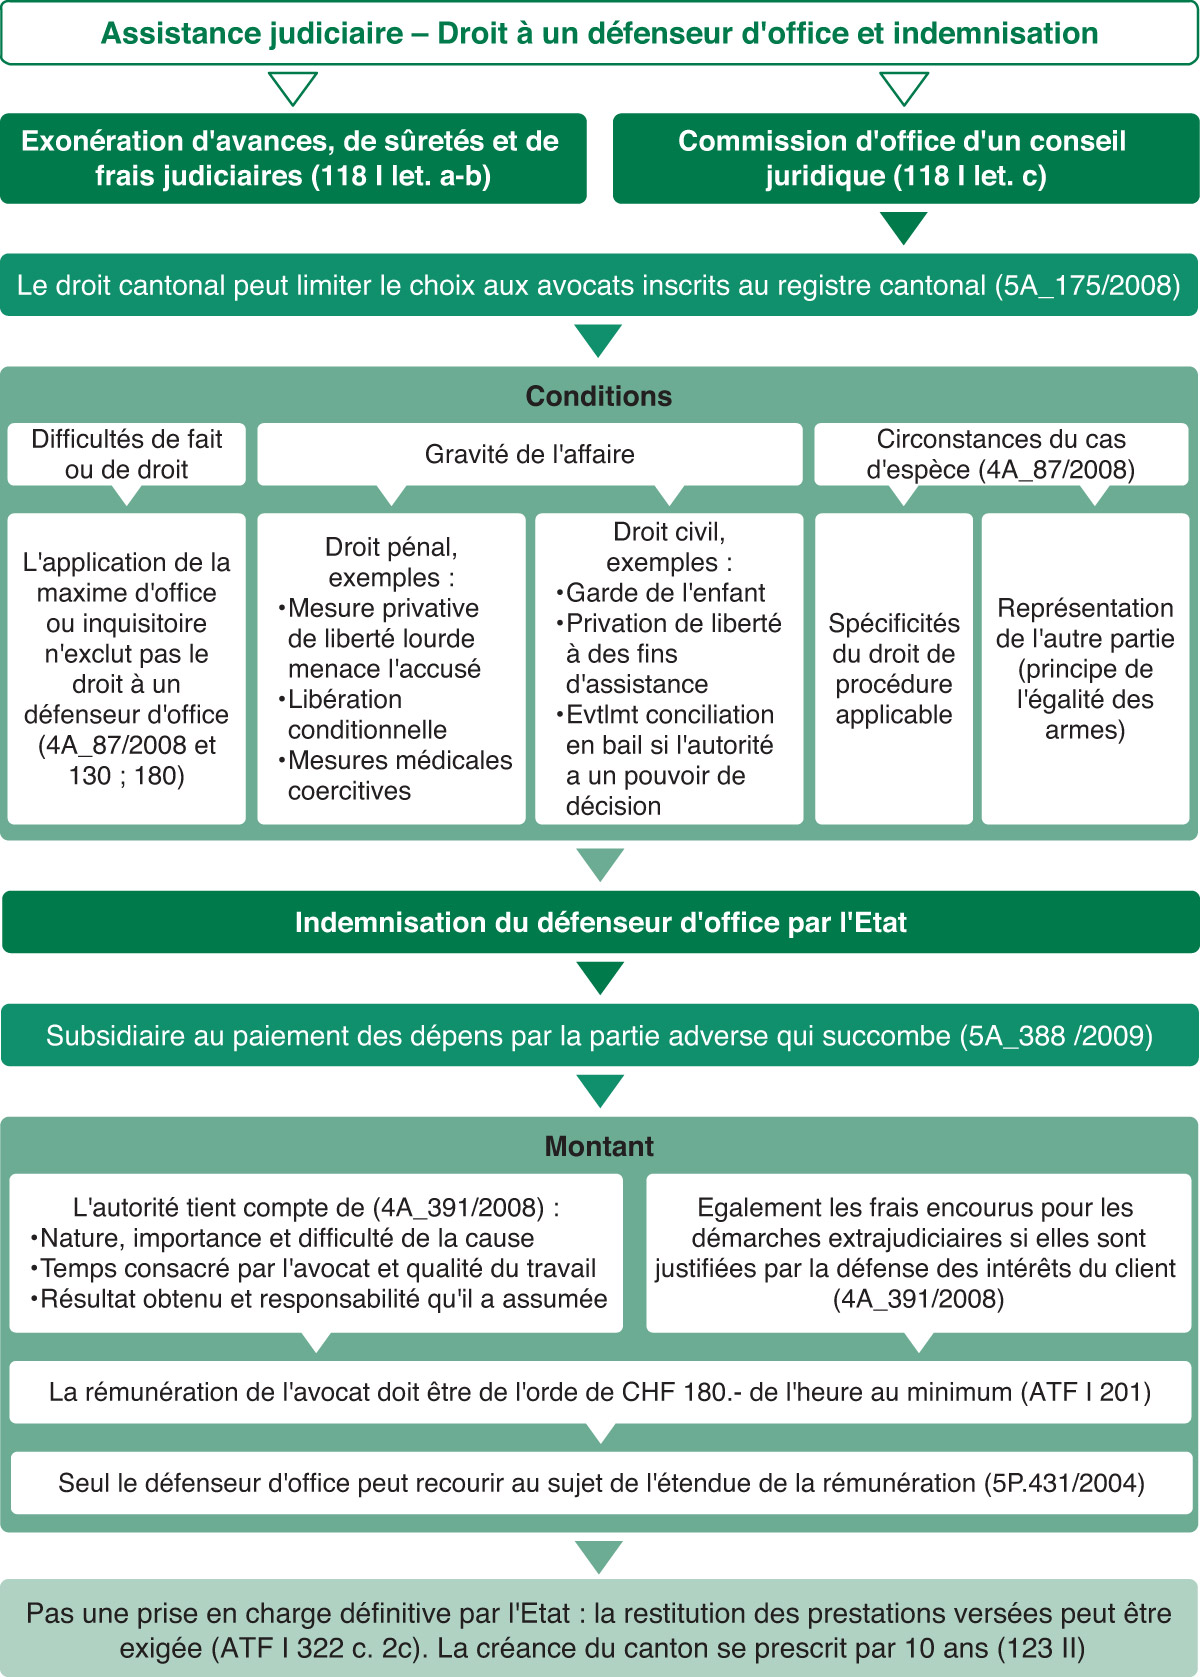 Assistance judiciaire – Droit à un défenseur d'office et indemnisation
Exonération d'avances, de sûretés et de
frais judiciaires (118 I let. a-b)
Commission d'office d'un conseil
juridique (118 I let. c)
Le droit cantonal peut limiter le choix aux avocats inscrits au registre cantonal (5A_175/2008)
Conditions
Difficultés de fait
ou de droit
L'application de la
maxime d'office
ou inquisitoire
n'exclut pas le
droit à un
défenseur d'office
(4A_87/2008 et
130 ; 180)
Gravité de l'affaire
Droit pénal,
exemples :
•Mesure privative
de liberté lourde
menace l'accusé
•Libération
conditionnelle
•Mesures médicales
coercitives
Droit civil,
exemples :
•Garde de l'enfant
•Privation de liberté
à des fins
d'assistance
•Evtlmt conciliation
en bail si l'autorité
a un pouvoir de
décision
Circonstances du cas
d'espèce (4A_87/2008)
Spécificités
du droit de
procédure
applicable
Représentation
de l'autre partie
(principe de
l'égalité des
armes)
Indemnisation du défenseur d'office par l'Etat
Subsidiaire au paiement des dépens par la partie adverse qui succombe (5A_388 /2009)
Montant
L'autorité tient compte de (4A_391/2008) :
•Nature, importance et difficulté de la cause
•Temps consacré par l'avocat et qualité du travail
•Résultat obtenu et responsabilité qu'il a assumée
Egalement les frais encourus pour les
démarches extrajudiciaires si elles sont
justifiées par la défense des intérêts du client
(4A_391/2008)
La rémunération de l'avocat doit être de l'orde de CHF 180.- de l'heure au minimum (ATF I 201)
Seul le défenseur d'office peut recourir au sujet de l'étendue de la rémunération (5P.431/2004)
Pas une prise en charge définitive par l'Etat : la restitution des prestations versées peut être
exigée (ATF I 322 c. 2c). La créance du canton se prescrit par 10 ans (123 II)